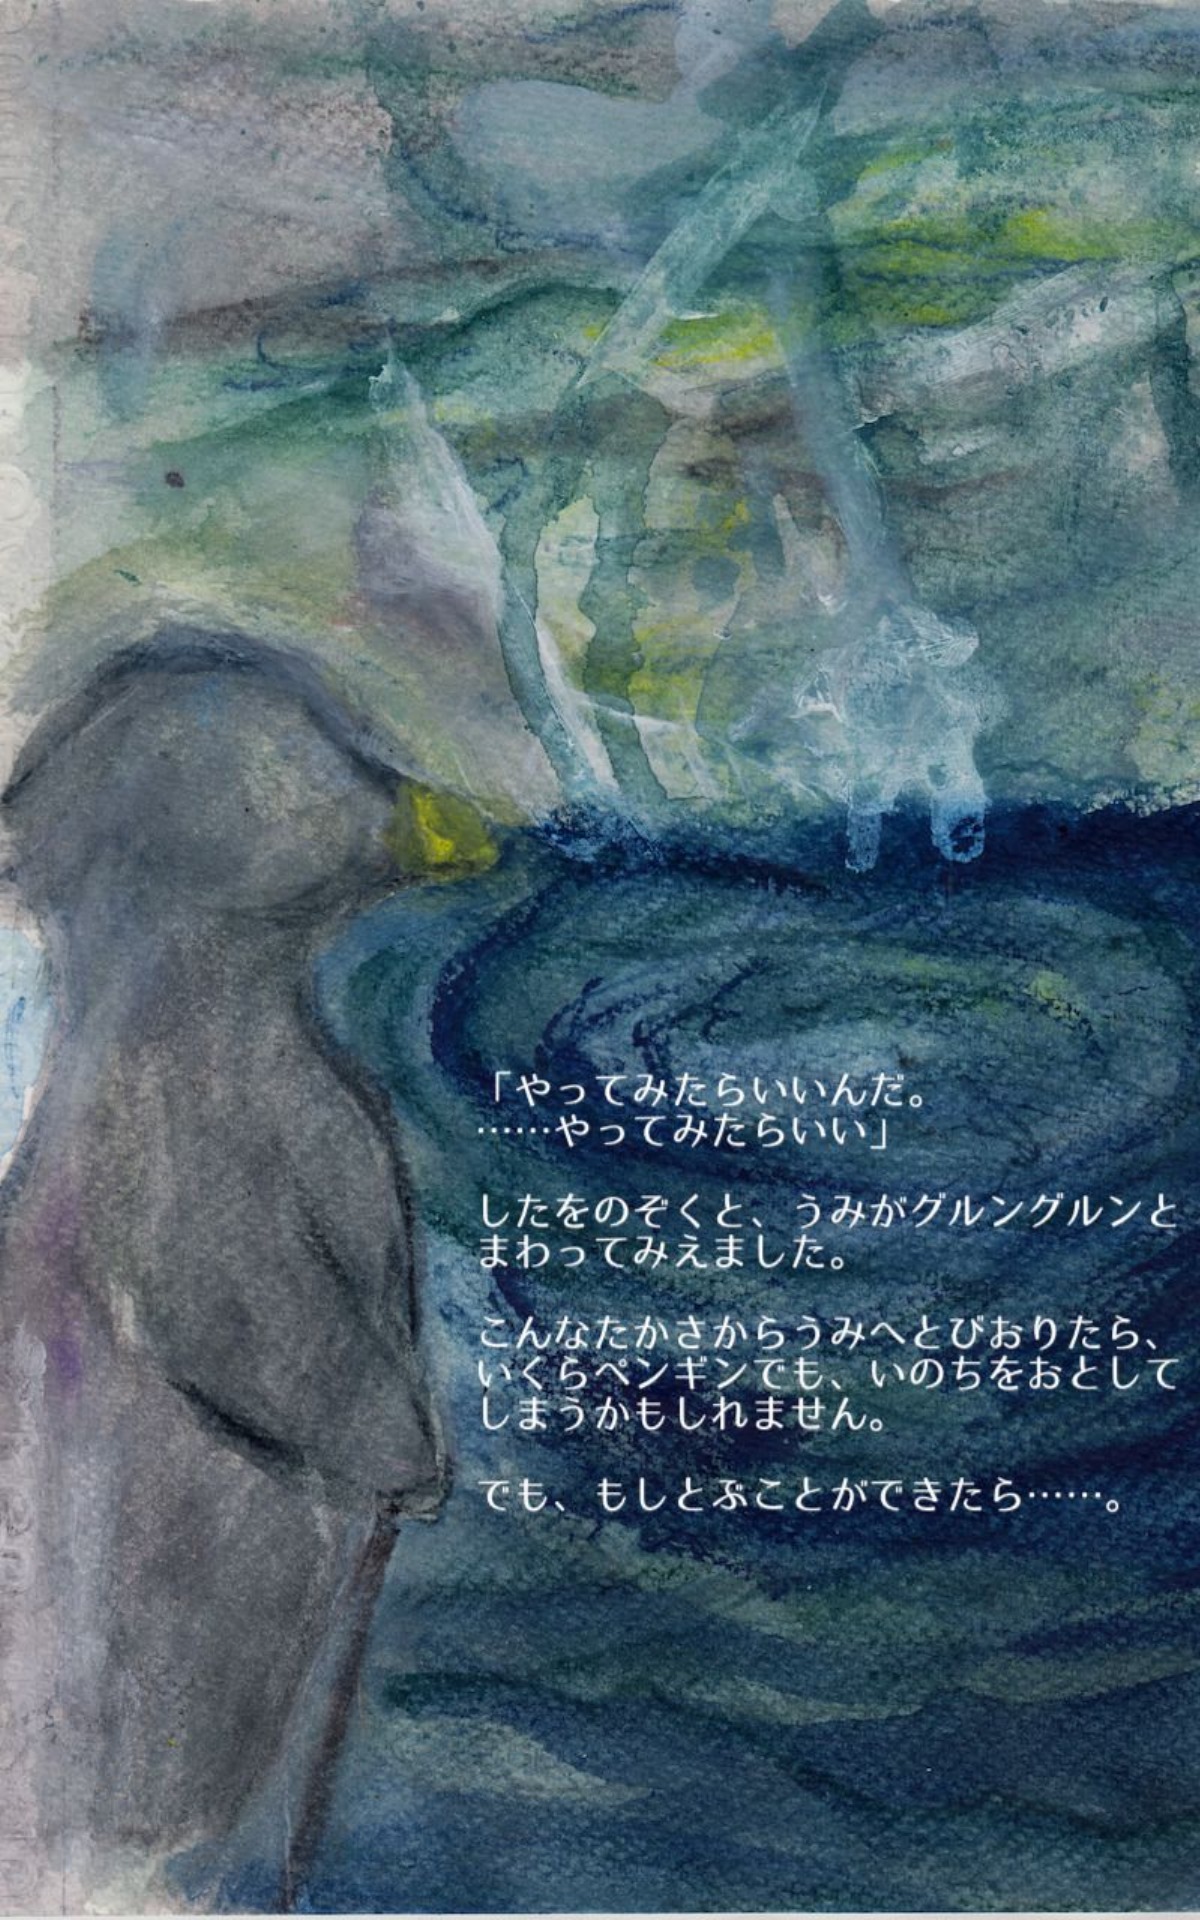 「やってみたらいいんだ。
……やってみたらいい」
したをのぞくと、うみがグルングルンと
まわってみえました。
こんなたかさからうみへとびおりたら、
いくらペンギンでも、いのちをおとして
しまうかもしれません。
でも、もしとぶことができたら……。